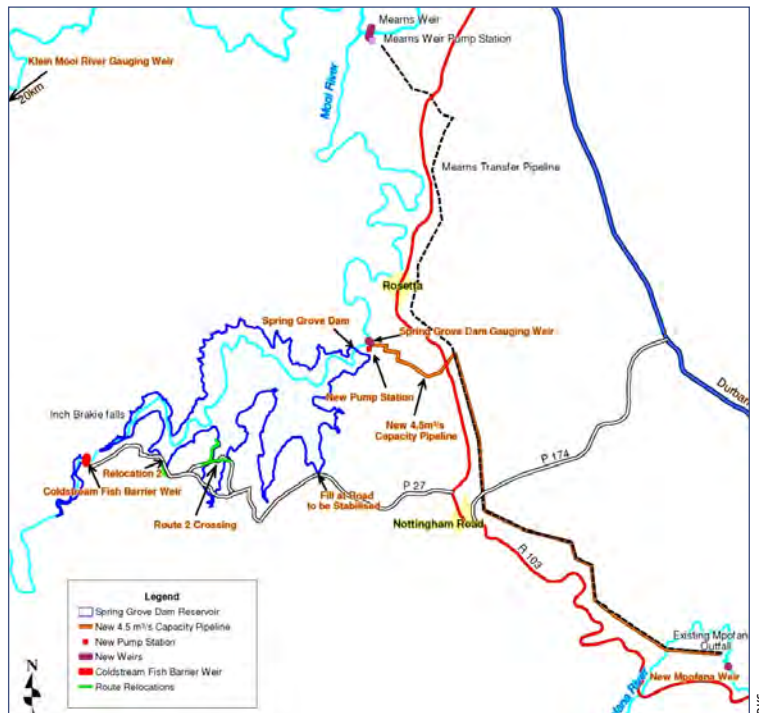 Mearns Weir
Mearns Weir Pump Station
Klein Mooi River Gauging Weir
20km
Mooi River
Mearns Transfer Pipeline
Rosetta
Spring Grove Dam
Spring Grove Dam Gauging Weir
New Pump Station
New 4,5m³/s
Capacity Pipeline
Durban
Inch Brakie falls
P 174
Relocation 2
Coldstream Fish Barrier Weir
P 27
Fill at Road
to be Stabilised
Route 2 Crossing
Nottingham Road
R 103
Legend
Spring Grove Dam Reservoir
New 4.5 m³/s Capacity Pipeline
New Pump Station
New Weirs
Coldstream Fish Barrier Weir
Route Relocations
N
Existing Mpofana
Outfall
New Mpofana Weir
River